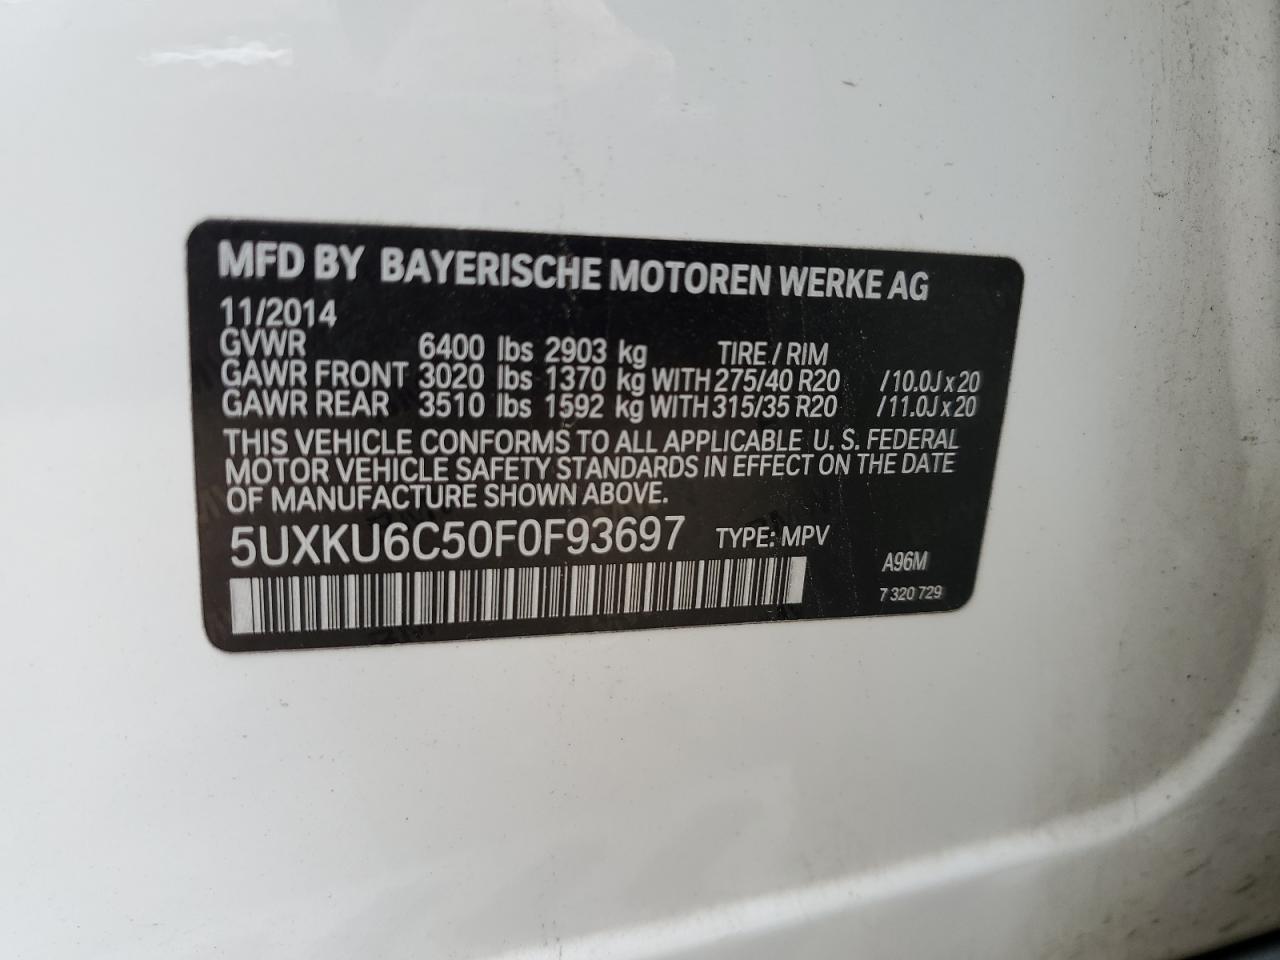 MFD BY BAYERISCHE MOTOREN WERKE AG
11/2014
GVWR 6400 lbs 2903 kg TIRE / RIM
GAWR FRONT 3020 lbs 1370 kg WITH 275/40 R20 / 10.0J x 20
GAWR REAR 3510 lbs 1592 kg WITH 315/35 R20 / 11.0J x 20
THIS VEHICLE CONFORMS TO ALL APPLICABLE U. S. FEDERAL
MOTOR VEHICLE SAFETY STANDARDS IN EFFECT ON THE DATE
OF MANUFACTURE SHOWN ABOVE.
5UXKU6C50F0F93697 TYPE: MPV
A96M
7 320 729